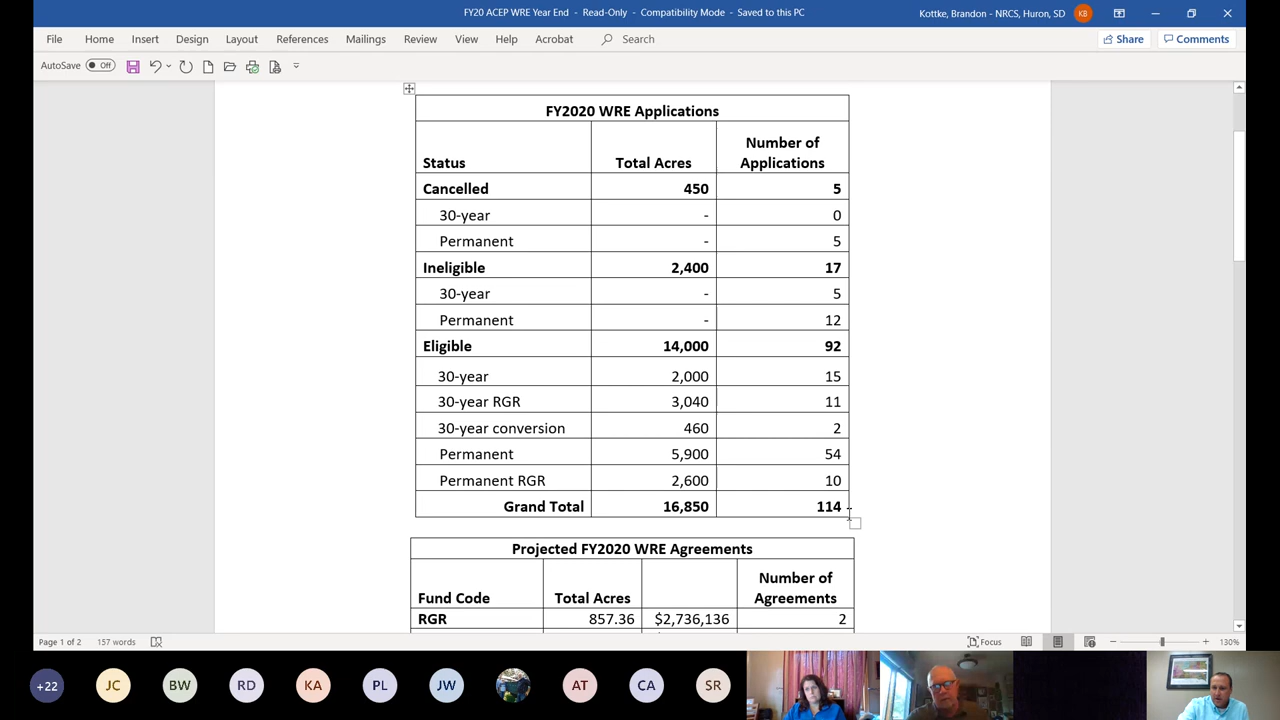 FY20 ACEP WRE Year End - Read-Only - Compatibility Mode - Saved to this PC
Kottke, Brandon - NRCS, Huron, SD KB
File Home Insert Design Layout References Mailings Review View Help Acrobat Search Share Comments
AutoSave Off
FY2020 WRE Applications
Status Total Acres Number of Applications
Cancelled 450 5
30-year - 0
Permanent - 5
Ineligible 2,400 17
30-year - 5
Permanent - 12
Eligible 14,000 92
30-year 2,000 15
30-year RGR 3,040 11
30-year conversion 460 2
Permanent 5,900 54
Permanent RGR 2,600 10
Grand Total 16,850 114
Projected FY2020 WRE Agreements
Fund Code Total Acres Number of Agreements
RGR 857.36 $2,736,136 2
Page 1 of 2 157 words Focus 130%
+22 JC BW RD KA PL JW AT CA SR